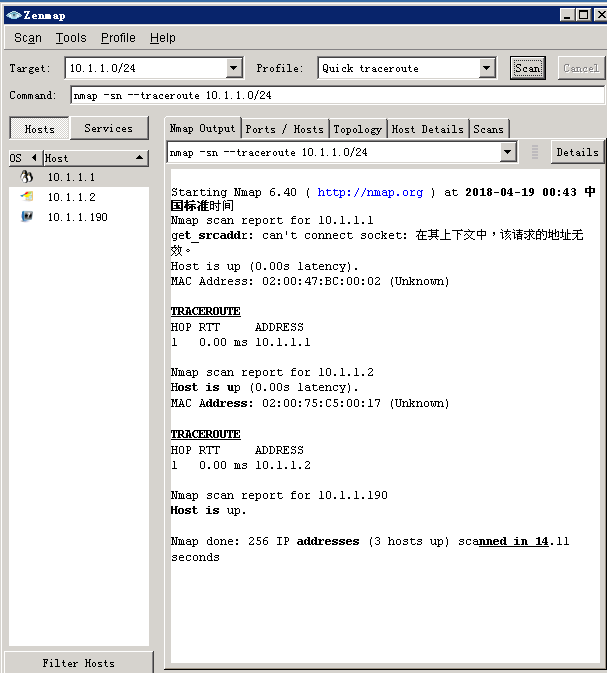 Zenmap
Scan Tools Profile Help
Target: 10.1.1.0/24 Profile: Quick traceroute Scan Cancel
Command: nmap -sn --traceroute 10.1.1.0/24
Hosts Services
OS Host
10.1.1.1
10.1.1.2
10.1.1.190
Filter Hosts
Nmap Output Ports / Hosts Topology Host Details Scans
nmap -sn --traceroute 10.1.1.0/24 Details
Starting Nmap 6.40 ( http://nmap.org ) at 2018-04-19 00:43 中
国标准时间
Nmap scan report for 10.1.1.1
get_srcaddr: can't connect socket: 在其上下文中，该请求的地址无
效。
Host is up (0.00s latency).
MAC Address: 02:00:47:BC:00:02 (Unknown)
TRACEROUTE
HOP RTT ADDRESS
1 0.00 ms 10.1.1.1
Nmap scan report for 10.1.1.2
Host is up (0.00s latency).
MAC Address: 02:00:75:C5:00:17 (Unknown)
TRACEROUTE
HOP RTT ADDRESS
1 0.00 ms 10.1.1.2
Nmap scan report for 10.1.1.190
Host is up.
Nmap done: 256 IP addresses (3 hosts up) scanned in 14.11
seconds